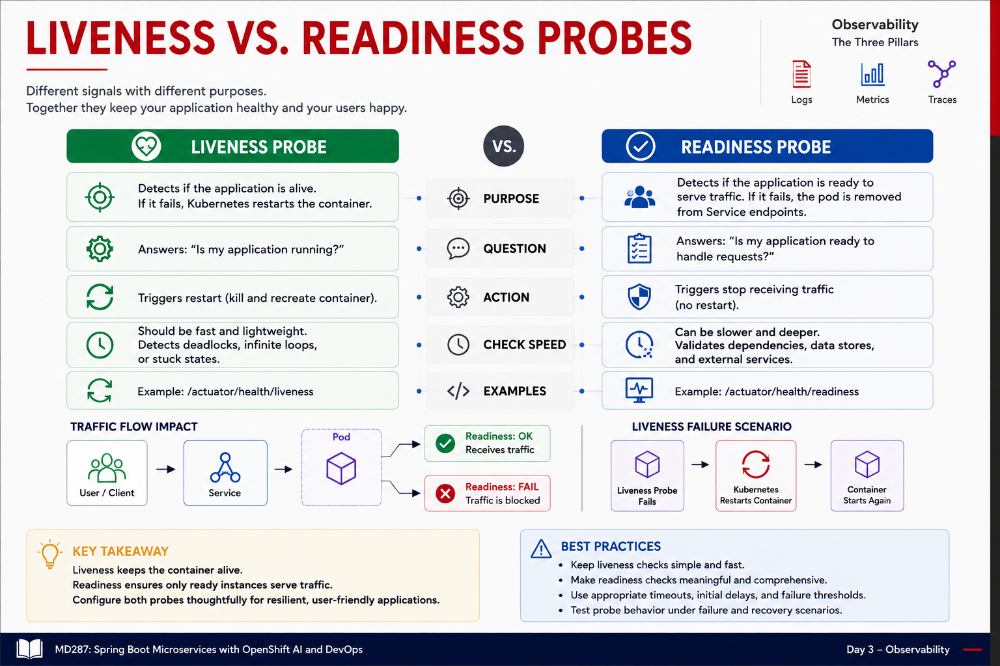 LIVENESS VS. READINESS PROBES
Observability
The Three Pillars
Logs
Metrics
Traces
Different signals with different purposes.
Together they keep your application healthy and your users happy.
LIVENESS PROBE
VS.
READINESS PROBE
Detects if the application is alive.
If it fails, Kubernetes restarts the container.
PURPOSE
Detects if the application is ready to
serve traffic. If it fails, the pod is removed
from Service endpoints.
Answers: “Is my application running?”
QUESTION
Answers: “Is my application ready to
handle requests?”
Triggers restart (kill and recreate container).
ACTION
Triggers stop receiving traffic
(no restart).
Should be fast and lightweight.
Detects deadlocks, infinite loops,
or stuck states.
CHECK SPEED
Can be slower and deeper.
Validates dependencies, data stores,
and external services.
Example: /actuator/health/liveness
</> EXAMPLES
Example: /actuator/health/readiness
TRAFFIC FLOW IMPACT
User / Client
Service
Pod
Readiness: OK
Receives traffic
Readiness: FAIL
Traffic is blocked
LIVENESS FAILURE SCENARIO
Liveness Probe
Fails
Kubernetes
Restarts Container
Container
Starts Again
KEY TAKEAWAY
Liveness keeps the container alive.
Readiness ensures only ready instances serve traffic.
Configure both probes thoughtfully for resilient, user-friendly applications.
BEST PRACTICES
• Keep liveness checks simple and fast.
• Make readiness checks meaningful and comprehensive.
• Use appropriate timeouts, initial delays, and failure thresholds.
• Test probe behavior under failure and recovery scenarios.
MD287: Spring Boot Microservices with OpenShift AI and DevOps
Day 3 – Observability